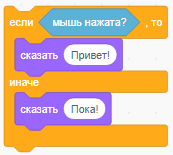 если мышь нажата? , то
сказать Привет!
иначе
сказать Пока!